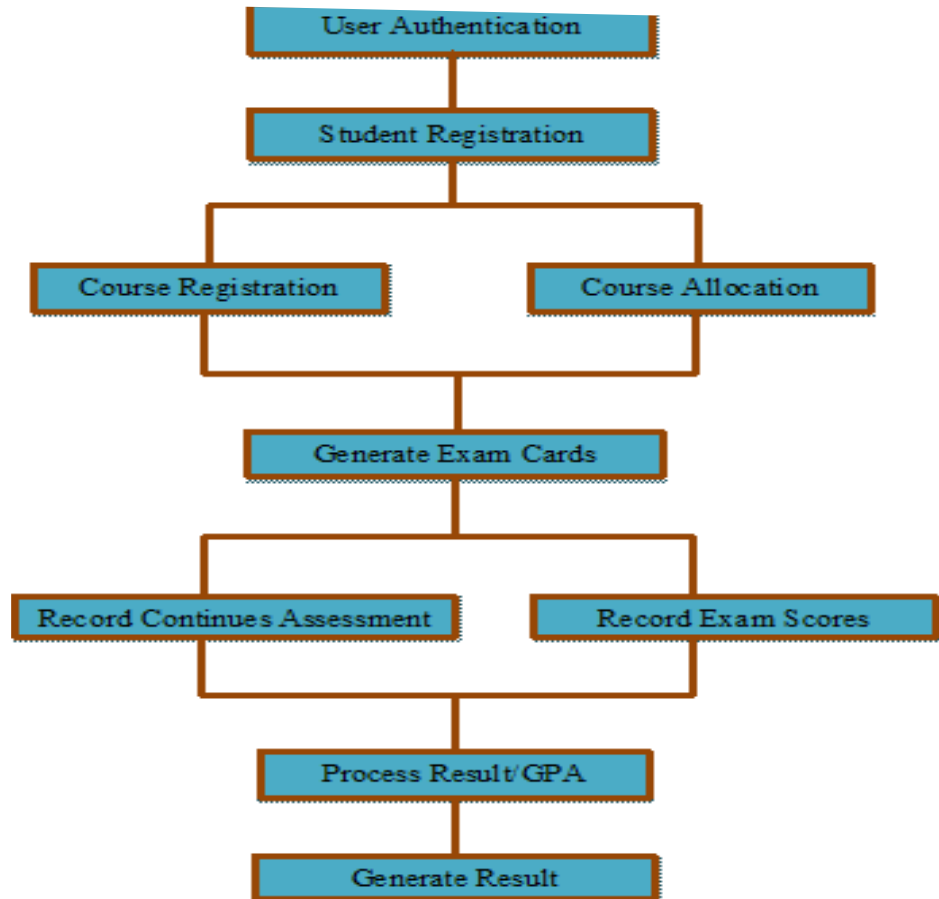 User Authentication
Student Registration
Course Registration
Course Allocation
Generate Exam Cards
Record Continues Assessment
Record Exam Scores
Process Result/GPA
Generate Result